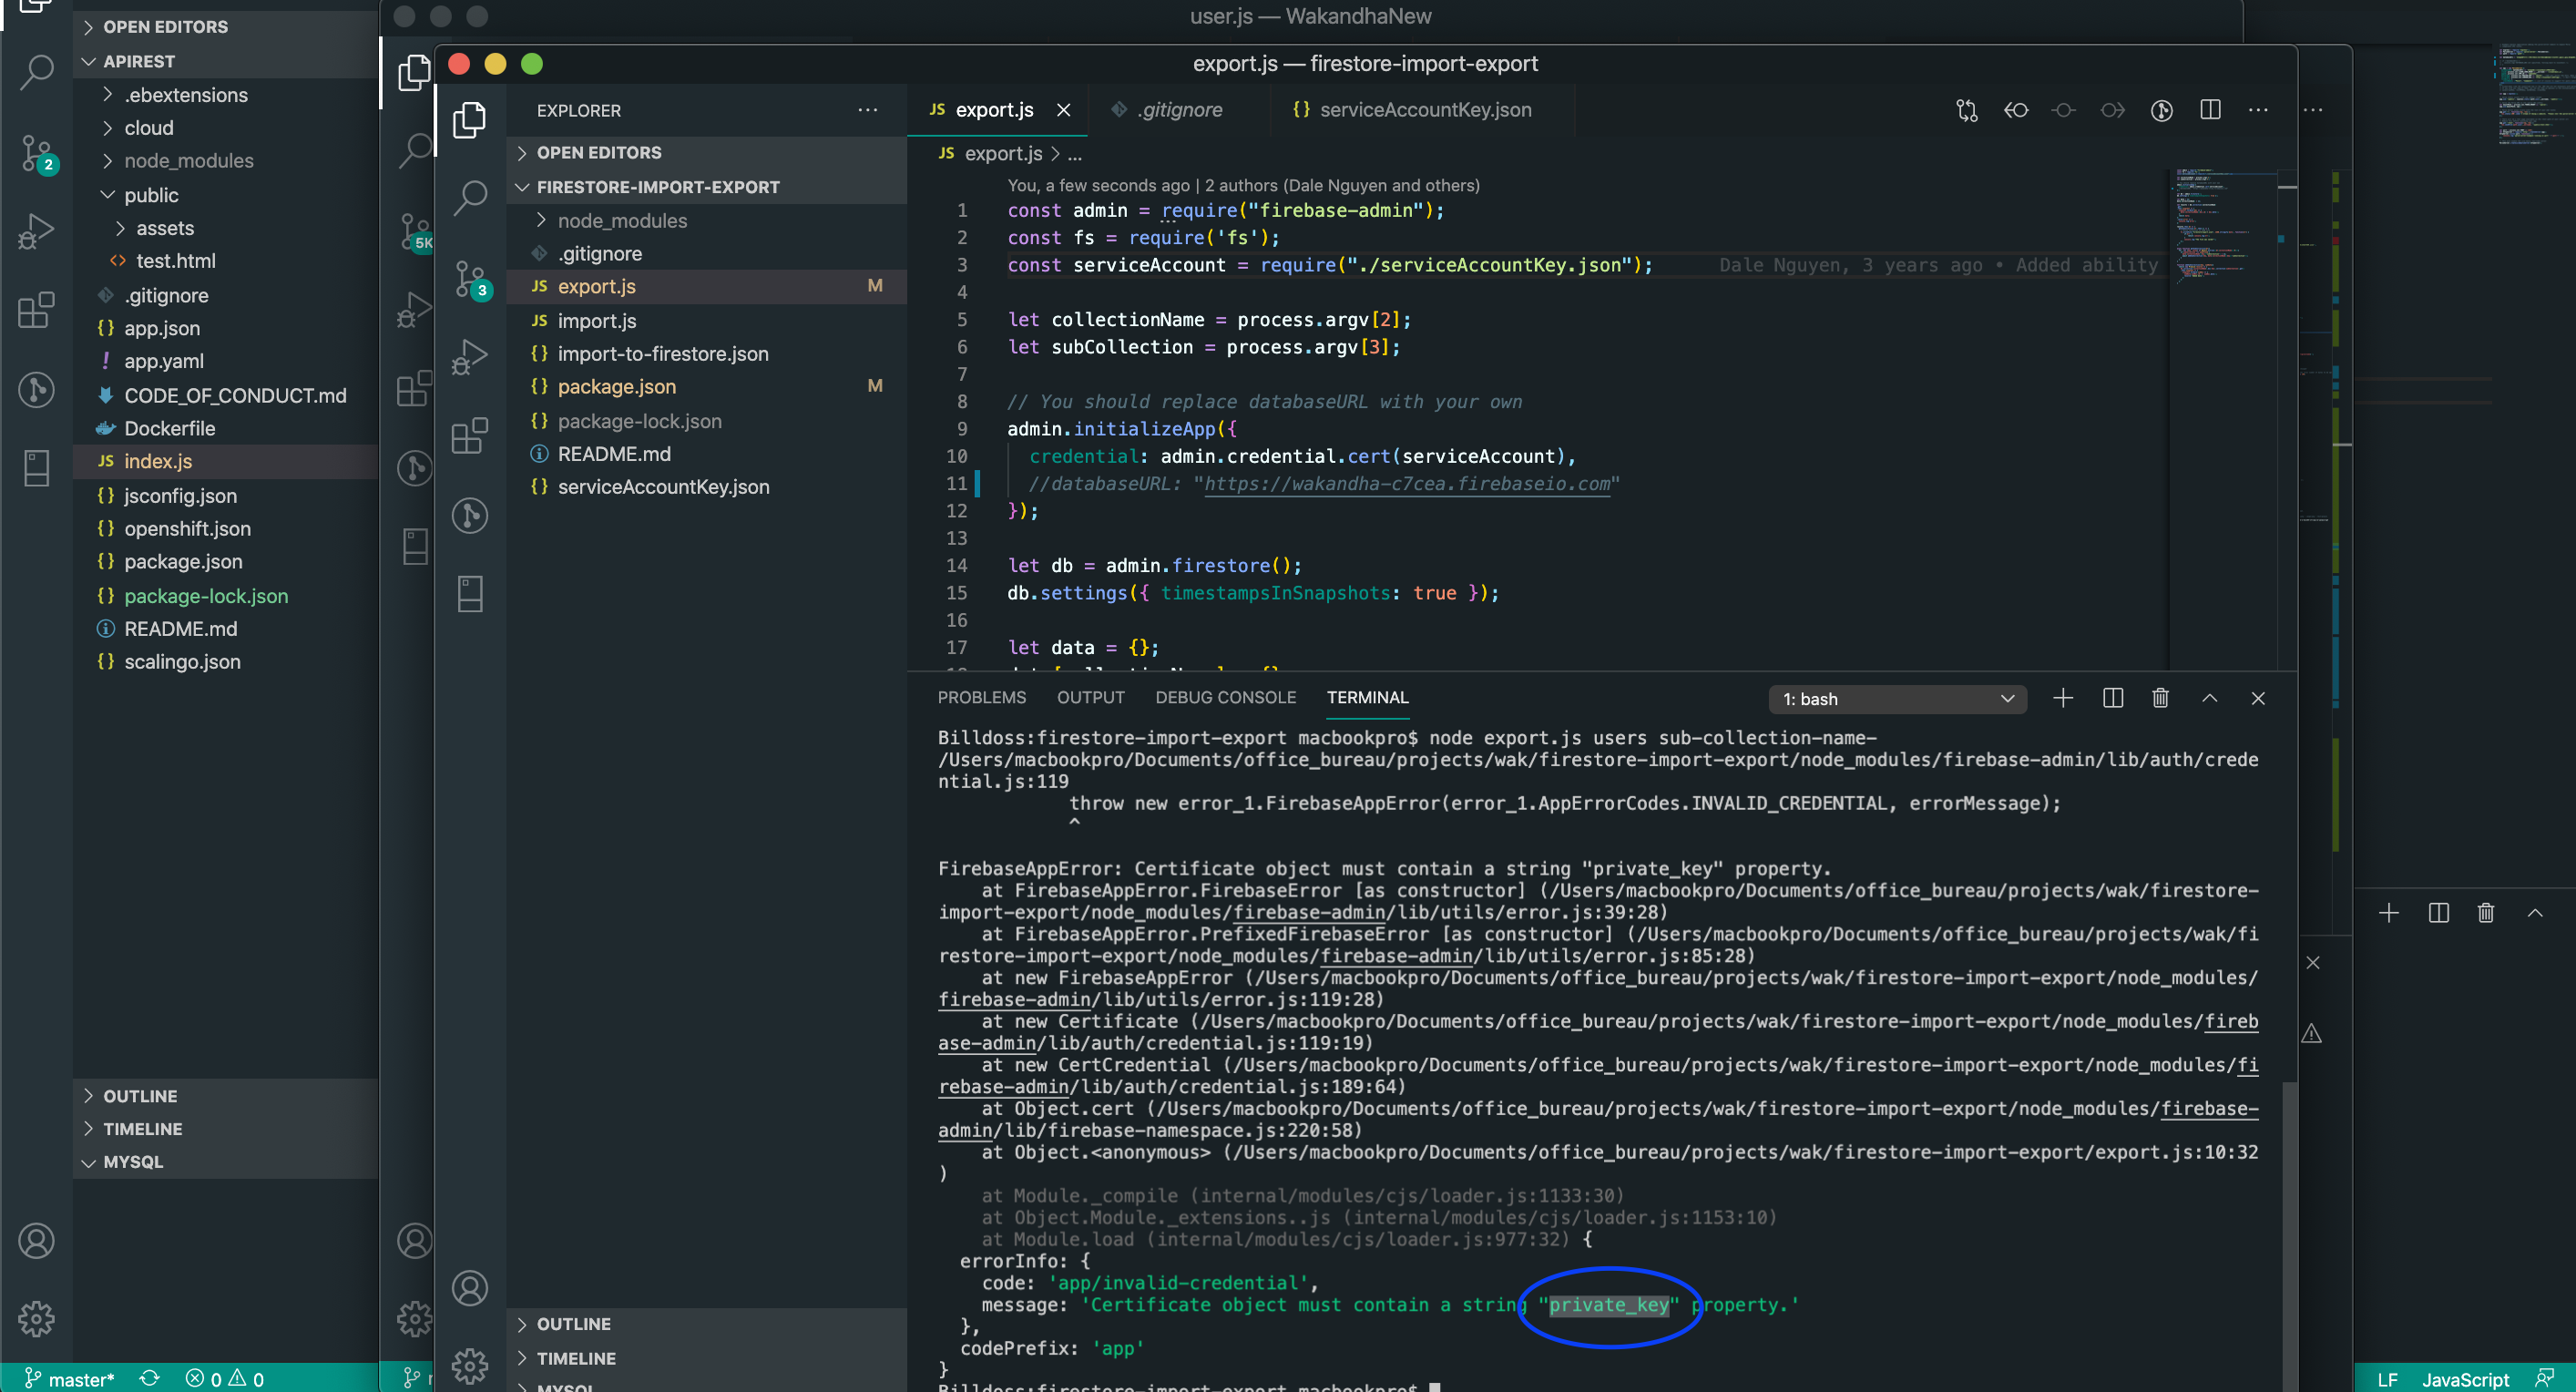 user.js — WakandhaNew
OPEN EDITORS
APIREST
.ebextensions
cloud
node_modules
public
assets
test.html
.gitignore
app.json
app.yaml
CODE_OF_CONDUCT.md
Dockerfile
index.js
jsconfig.json
openshift.json
package.json
package-lock.json
README.md
scalingo.json
OUTLINE
TIMELINE
MYSQL
2
5K
3
master*
0
0
export.js — firestore-import-export
EXPLORER
OPEN EDITORS
FIRESTORE-IMPORT-EXPORT
node_modules
.gitignore
export.js M
import.js
import-to-firestore.json
package.json M
package-lock.json
README.md
serviceAccountKey.json
OUTLINE
TIMELINE
MYSQL
JS export.js
.gitignore
{} serviceAccountKey.json
JS export.js > ...
You, a few seconds ago | 2 authors (Dale Nguyen and others)
1 const admin = require("firebase-admin");
2 const fs = require('fs');
3 const serviceAccount = require("./serviceAccountKey.json"); Dale Nguyen, 3 years ago • Added ability
4
5 let collectionName = process.argv[2];
6 let subCollection = process.argv[3];
7
8 // You should replace databaseURL with your own
9 admin.initializeApp({
10 credential: admin.credential.cert(serviceAccount),
11 //databaseURL: "https://wakandha-c7cea.firebaseio.com"
12 });
13
14 let db = admin.firestore();
15 db.settings({ timestampsInSnapshots: true });
16
17 let data = {};
PROBLEMS OUTPUT DEBUG CONSOLE TERMINAL
1: bash
Billdoss:firestore-import-export macbookpro$ node export.js users sub-collection-name-
/Users/macbookpro/Documents/office_bureau/projects/wak/firestore-import-export/node_modules/firebase-admin/lib/auth/crede
ntial.js:119
throw new error_1.FirebaseAppError(error_1.AppErrorCodes.INVALID_CREDENTIAL, errorMessage);
^
FirebaseAppError: Certificate object must contain a string "private_key" property.
at FirebaseAppError.FirebaseError [as constructor] (/Users/macbookpro/Documents/office_bureau/projects/wak/firestore-
import-export/node_modules/firebase-admin/lib/utils/error.js:39:28)
at FirebaseAppError.PrefixedFirebaseError [as constructor] (/Users/macbookpro/Documents/office_bureau/projects/wak/fi
restore-import-export/node_modules/firebase-admin/lib/utils/error.js:85:28)
at new FirebaseAppError (/Users/macbookpro/Documents/office_bureau/projects/wak/firestore-import-export/node_modules/
firebase-admin/lib/utils/error.js:119:28)
at new Certificate (/Users/macbookpro/Documents/office_bureau/projects/wak/firestore-import-export/node_modules/fireb
ase-admin/lib/auth/credential.js:119:19)
at new CertCredential (/Users/macbookpro/Documents/office_bureau/projects/wak/firestore-import-export/node_modules/fi
rebase-admin/lib/auth/credential.js:189:64)
at Object.cert (/Users/macbookpro/Documents/office_bureau/projects/wak/firestore-import-export/node_modules/firebase-
admin/lib/firebase-namespace.js:220:58)
at Object.<anonymous> (/Users/macbookpro/Documents/office_bureau/projects/wak/firestore-import-export/export.js:10:32
)
at Module._compile (internal/modules/cjs/loader.js:1133:30)
at Object.Module._extensions..js (internal/modules/cjs/loader.js:1153:10)
at Module.load (internal/modules/cjs/loader.js:977:32) {
errorInfo: {
code: 'app/invalid-credential',
message: 'Certificate object must contain a string "private_key" property.'
},
codePrefix: 'app'
}
Billdoss:firestore-import-export macbookpro$
LF JavaScript